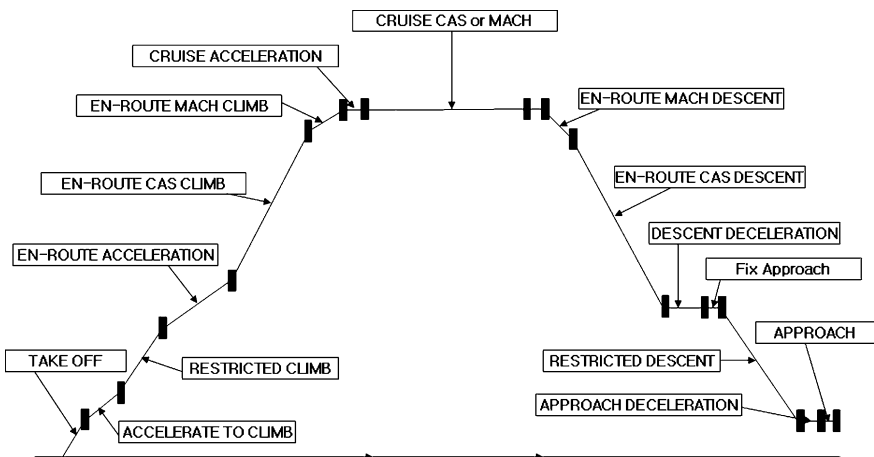 CRUISE CAS or MACH
CRUISE ACCELERATION
EN-ROUTE MACH CLIMB
EN-ROUTE MACH DESCENT
EN-ROUTE CAS CLIMB
EN-ROUTE CAS DESCENT
DESCENT DECELERATION
EN-ROUTE ACCELERATION
Fix Approach
APPROACH
TAKE OFF
RESTRICTED CLIMB
RESTRICTED DESCENT
APPROACH DECELERATION
ACCELERATE TO CLIMB